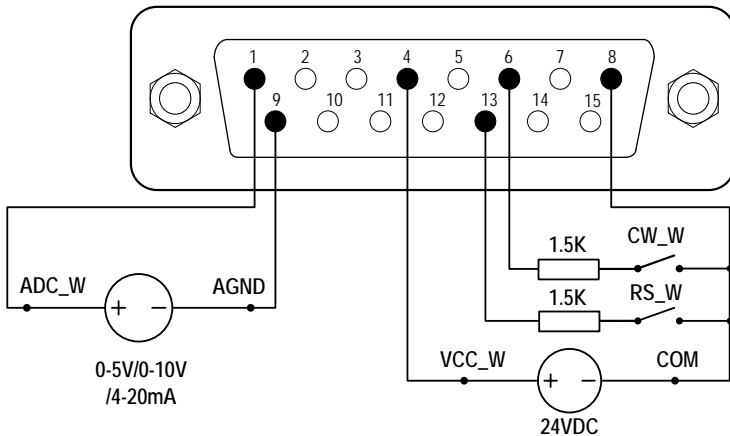 1 2 3 4 5 6 7 8
9 10 11 12 13 14 15
1.5K CW_W
ADC_W + − AGND
1.5K RS_W
0-5V/0-10V
/4-20mA
VCC_W + − COM
24VDC